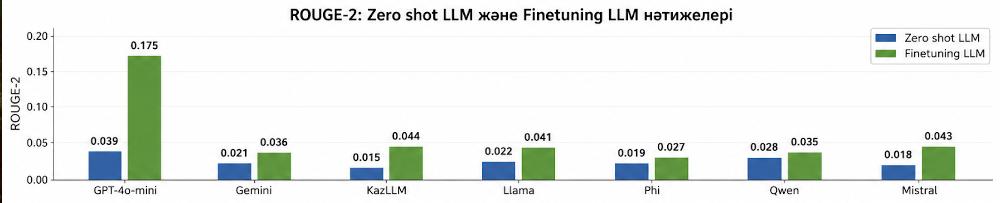 ROUGE-2: Zero shot LLM және Finetuning LLM нәтижелері
Zero shot LLM
Finetuning LLM
ROUGE-2
0.20
0.15
0.10
0.05
0.00
0.039
0.175
0.021
0.036
0.015
0.044
0.022
0.041
0.019
0.027
0.028
0.035
0.018
0.043
GPT-4o-mini
Gemini
KazLLM
Llama
Phi
Qwen
Mistral